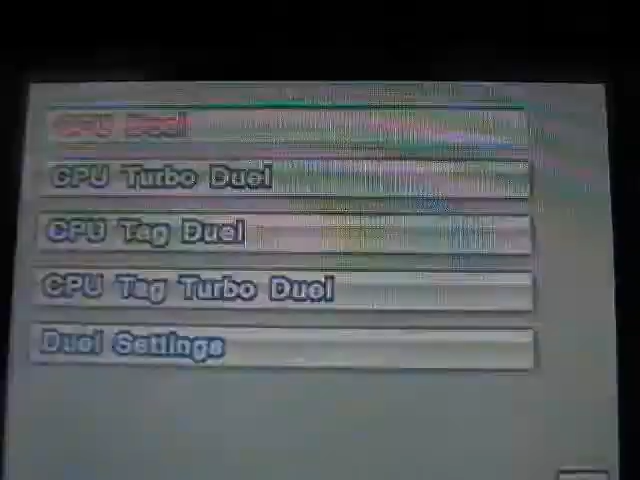 CPU Duel
CPU Turbo Duel
CPU Tag Duel
CPU Tag Turbo Duel
Duel Settings